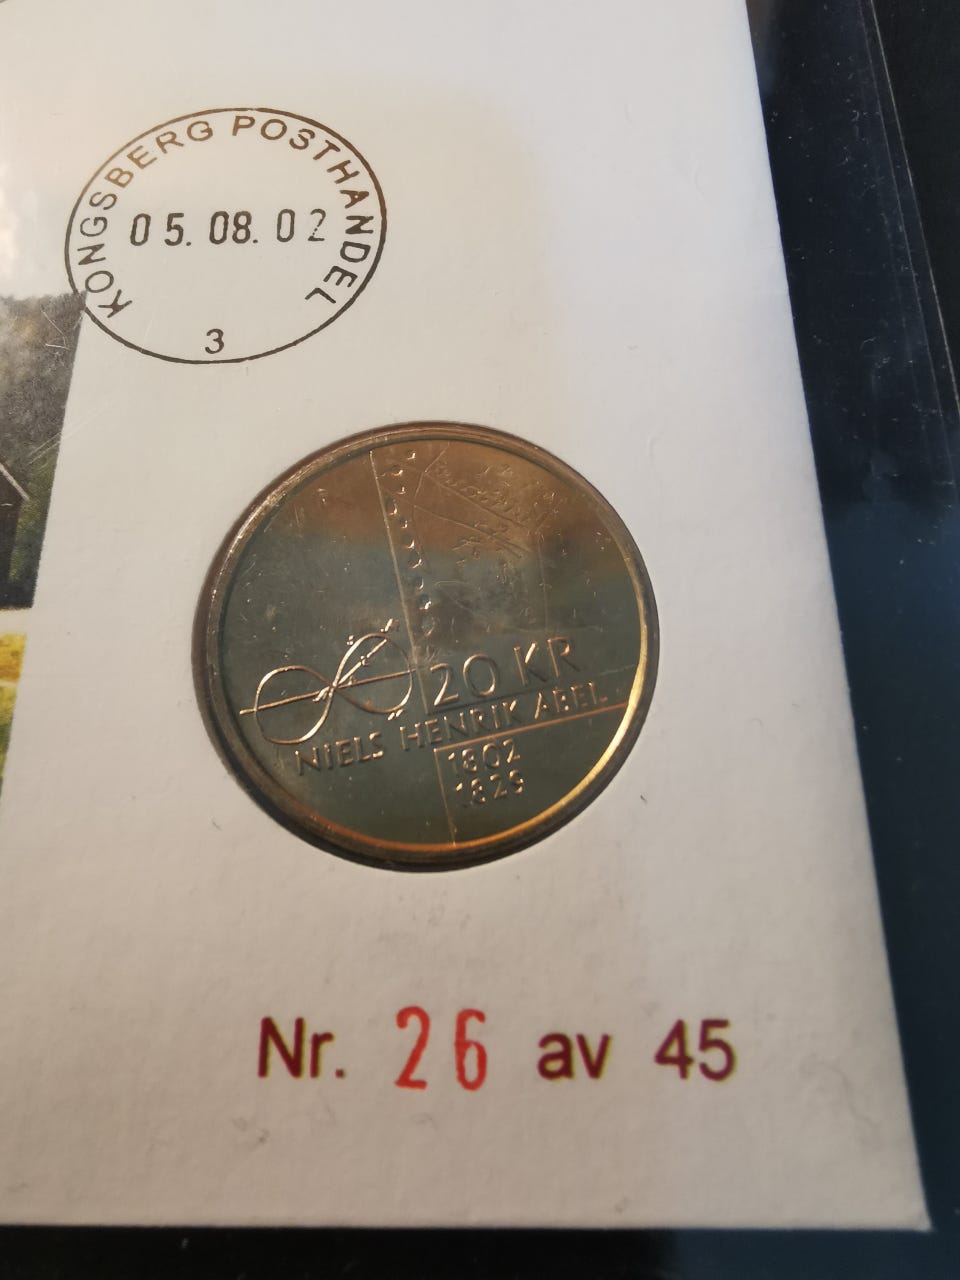 KONGSBERG POSTHANDEL
05.08.02
3
20 KR
NIELS HENRIK ABEL
1802
1829
Nr. 26 av 45